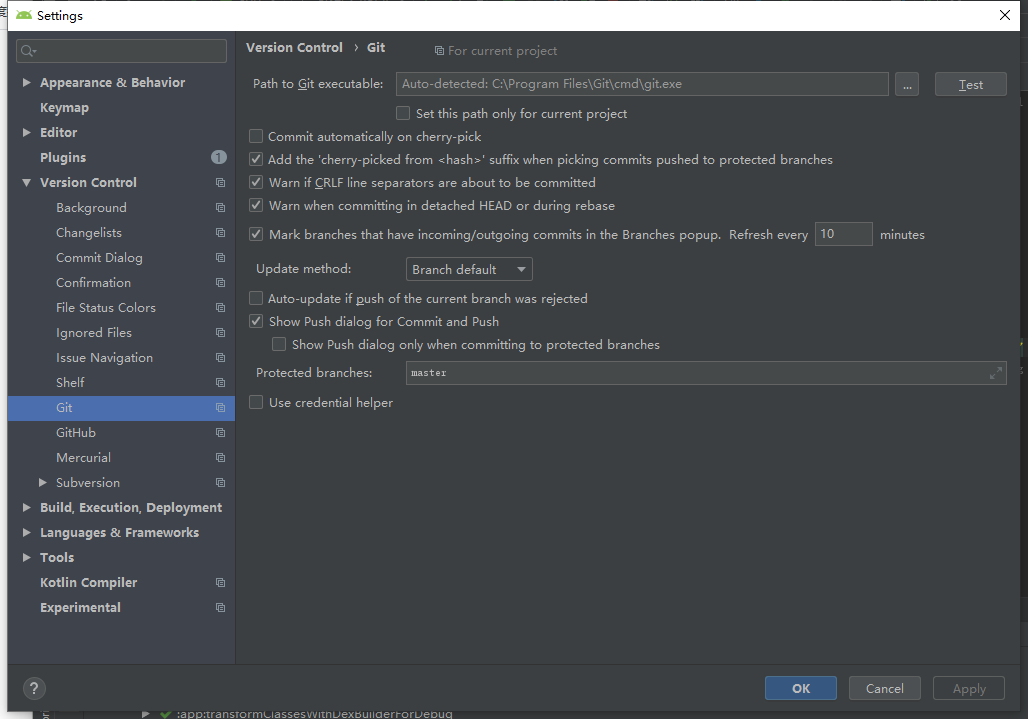 Settings
Appearance & Behavior
Keymap
Editor
Plugins 1
Version Control
Background
Changelists
Commit Dialog
Confirmation
File Status Colors
Ignored Files
Issue Navigation
Shelf
Git
GitHub
Mercurial
Subversion
Build, Execution, Deployment
Languages & Frameworks
Tools
Kotlin Compiler
Experimental
Version Control › Git For current project
Path to Git executable: Auto-detected: C:\Program Files\Git\cmd\git.exe ... Test
Set this path only for current project
Commit automatically on cherry-pick
Add the 'cherry-picked from <hash>' suffix when picking commits pushed to protected branches
Warn if CRLF line separators are about to be committed
Warn when committing in detached HEAD or during rebase
Mark branches that have incoming/outgoing commits in the Branches popup. Refresh every 10 minutes
Update method: Branch default
Auto-update if push of the current branch was rejected
Show Push dialog for Commit and Push
Show Push dialog only when committing to protected branches
Protected branches: master
Use credential helper
? OK Cancel Apply
:app:transformClassesWithDexBuilderForDebug